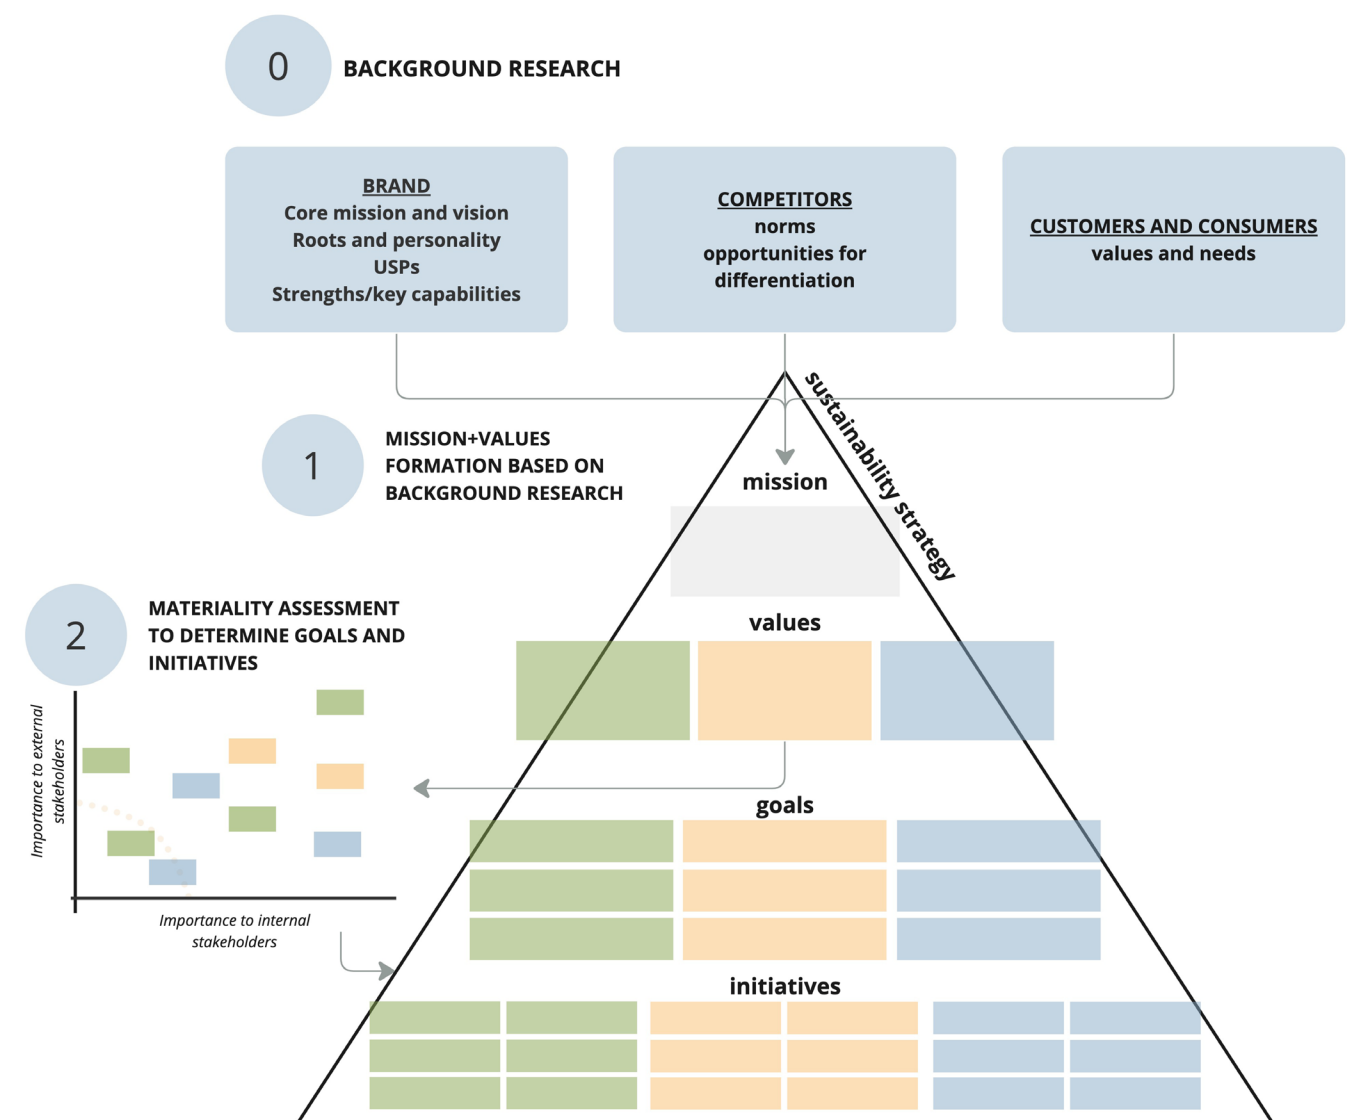 0
BACKGROUND RESEARCH
BRAND
Core mission and vision
Roots and personality
USPs
Strengths/key capabilities
COMPETITORS
norms
opportunities for
differentiation
CUSTOMERS AND CONSUMERS
values and needs
sustainability strategy
1
MISSION+VALUES
FORMATION BASED ON
BACKGROUND RESEARCH
mission
values
2
MATERIALITY ASSESSMENT
TO DETERMINE GOALS AND
INITIATIVES
Importance to external
stakeholders
Importance to internal
stakeholders
goals
initiatives